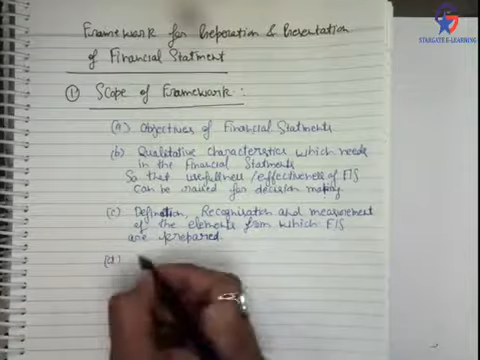 STARGATE E-LEARNING
Framework for Preparation & Presentation
of Financial Statment
① Scope of Framework :
(a) Objectives of Financial Statments
(b) Qualitative characteristics which needs
in the Financial Statments
So that usefullness/effectiveness of F/S
can be raised for decision making
(c) Definition, Recognisation and measurement
of the elements from which F/S
are prepared.
(d)